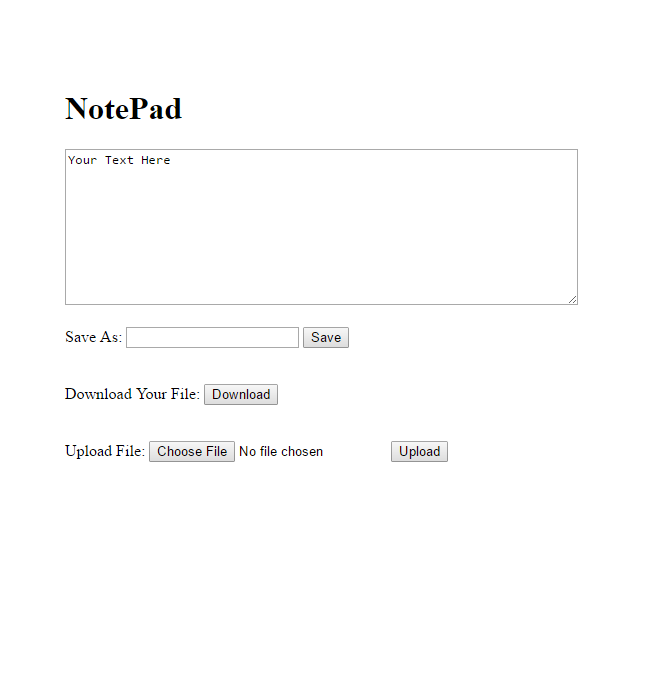 NotePad
Your Text Here
Save As: Save
Download Your File: Download
Upload File: Choose File No file chosen Upload